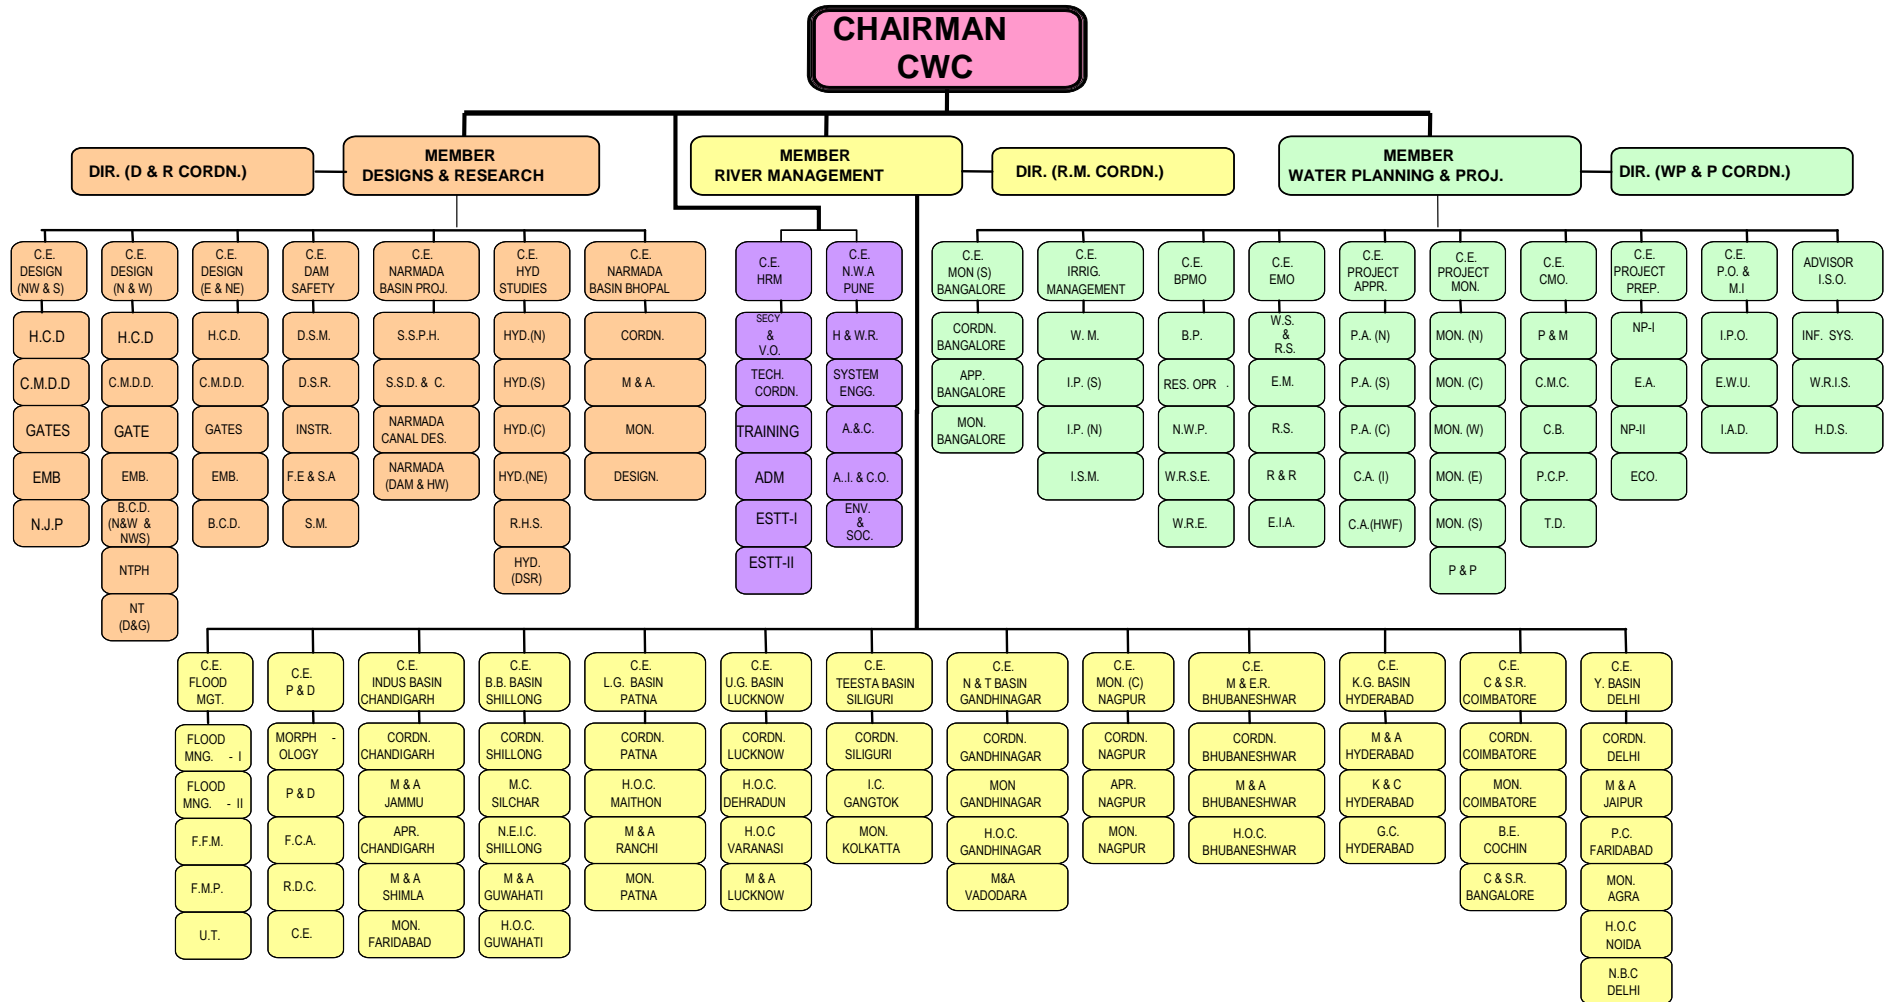 CHAIRMAN
CWC
DIR. (D & R CORDN.)
MEMBER
DESIGNS & RESEARCH
MEMBER
RIVER MANAGEMENT
DIR. (R.M. CORDN.)
MEMBER
WATER PLANNING & PROJ.
DIR. (WP & P CORDN.)
C.E.
DESIGN
(NW & S)
H.C.D
C.M.D.D
GATES
EMB
N.J.P
C.E.
DESIGN
(N & W)
H.C.D
C.M.D.D.
GATE
EMB.
B.C.D.
(N&W &
NWS)
NTPH
NT
(D&G)
C.E.
DESIGN
(E & NE)
H.C.D.
C.M.D.D.
GATES
EMB.
B.C.D.
C.E.
DAM
SAFETY
D.S.M.
D.S.R.
INSTR.
F.E & S.A
S.M.
C.E.
NARMADA
BASIN PROJ.
S.S.P.H.
S.S.D. & C.
NARMADA
CANAL DES.
NARMADA
(DAM & HW)
C.E.
HYD
STUDIES
HYD.(N)
HYD.(S)
HYD.(C)
HYD.(NE)
R.H.S.
HYD.
(DSR)
C.E.
NARMADA
BASIN BHOPAL
CORDN.
M & A.
MON.
DESIGN.
C.E.
HRM
SECY
&
V.O.
TECH.
CORDN.
TRAINING
ADM
ESTT-I
ESTT-II
C.E.
N.W.A
PUNE
H & W.R.
SYSTEM
ENGG.
A.&.C.
A..I. & C.O.
ENV.
&
SOC.
C.E.
MON (S)
BANGALORE
CORDN.
BANGALORE
APP.
BANGALORE
MON.
BANGALORE
C.E.
IRRIG.
MANAGEMENT
W. M.
I.P. (S)
I.P. (N)
I.S.M.
C.E.
BPMO
B.P.
RES. OPR .
N.W.P.
W.R.S.E.
W.R.E.
C.E.
EMO
W.S.
&
R.S.
E.M.
R.S.
R & R
E.I.A.
C.E.
PROJECT
APPR.
P.A. (N)
P.A. (S)
P.A. (C)
C.A. (I)
C.A.(HWF)
C.E.
PROJECT
MON.
MON. (N)
MON. (C)
MON. (W)
MON. (E)
MON. (S)
P & P
C.E.
CMO.
P & M
C.M.C.
C.B.
P.C.P.
T.D.
C.E.
PROJECT
PREP.
NP-I
E.A.
NP-II
ECO.
C.E.
P.O. &
M.I
I.P.O.
E.W.U.
I.A.D.
ADVISOR
I.S.O.
INF. SYS.
W.R.I.S.
H.D.S.
C.E.
FLOOD
MGT.
FLOOD
MNG. - I
FLOOD
MNG. - II
F.F.M.
F.M.P.
U.T.
C.E.
P & D
MORPH -
OLOGY
P & D
F.C.A.
R.D.C.
C.E.
C.E.
INDUS BASIN
CHANDIGARH
CORDN.
CHANDIGARH
M & A
JAMMU
APR.
CHANDIGARH
M & A
SHIMLA
MON.
FARIDABAD
C.E.
B.B. BASIN
SHILLONG
CORDN.
SHILLONG
M.C.
SILCHAR
N.E.I.C.
SHILLONG
M & A
GUWAHATI
H.O.C.
GUWAHATI
C.E.
L.G. BASIN
PATNA
CORDN.
PATNA
H.O.C.
MAITHON
M & A
RANCHI
MON.
PATNA
C.E.
U.G. BASIN
LUCKNOW
CORDN.
LUCKNOW
H.O.C.
DEHRADUN
H.O.C
VARANASI
M & A
LUCKNOW
C.E.
TEESTA BASIN
SILIGURI
CORDN.
SILIGURI
I.C.
GANGTOK
MON.
KOLKATTA
C.E.
N & T BASIN
GANDHINAGAR
CORDN.
GANDHINAGAR
MON
GANDHINAGAR
H.O.C.
GANDHINAGAR
M&A
VADODARA
C.E.
MON. (C)
NAGPUR
CORDN.
NAGPUR
APR.
NAGPUR
MON.
NAGPUR
C.E.
M & E.R.
BHUBANESHWAR
CORDN.
BHUBANESHWAR
M & A
BHUBANESHWAR
H.O.C.
BHUBANESHWAR
C.E.
K.G. BASIN
HYDERABAD
M & A
HYDERABAD
K & C
HYDERABAD
G.C.
HYDERABAD
C.E.
C & S.R.
COIMBATORE
CORDN.
COIMBATORE
MON.
COIMBATORE
B.E.
COCHIN
C & S.R.
BANGALORE
C.E.
Y. BASIN
DELHI
CORDN.
DELHI
M & A
JAIPUR
P.C.
FARIDABAD
MON.
AGRA
H.O.C
NOIDA
N.B.C
DELHI